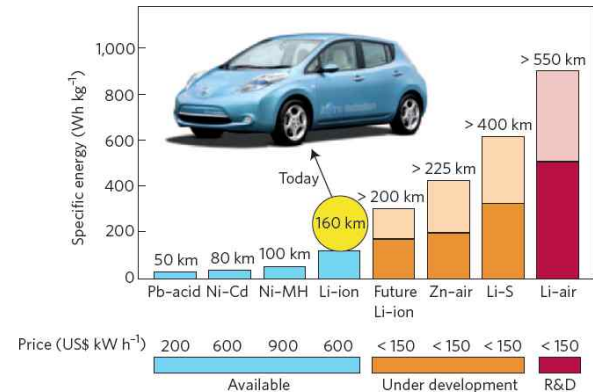 Specific energy (Wh kg⁻¹)
1,000
800
600
400
200
0
Today
50 km
80 km
100 km
160 km
> 200 km
> 225 km
> 400 km
> 550 km
Pb–acid Ni–Cd Ni–MH Li–ion Future Li–ion Zn–air Li–S Li–air
Price (US$ kW h⁻¹) 200 600 900 600 < 150 < 150 < 150 < 150
Available Under development R&D